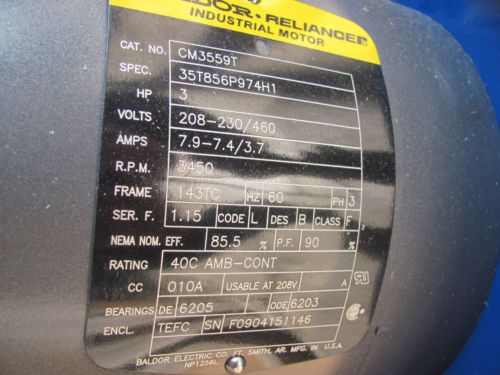 BALDOR • RELIANCE
INDUSTRIAL MOTOR
CAT. NO. CM3559T
SPEC. 35T856P974H1
HP 3
VOLTS 208-230/460
AMPS 7.9-7.4/3.7
R.P.M. 3450
FRAME 143TC HZ 60 PH 3
SER. F. 1.15 CODE L DES B CLASS F
NEMA NOM. EFF. 85.5 % P.F. 90 %
RATING 40C AMB-CONT
CC 010A USABLE AT 208V A
BEARINGS DE 6205 ODE 6203
ENCL. TEFC SN F0904151146
BALDOR ELECTRIC CO. FT. SMITH, AR. MFG. IN U.S.A.
NP1256L